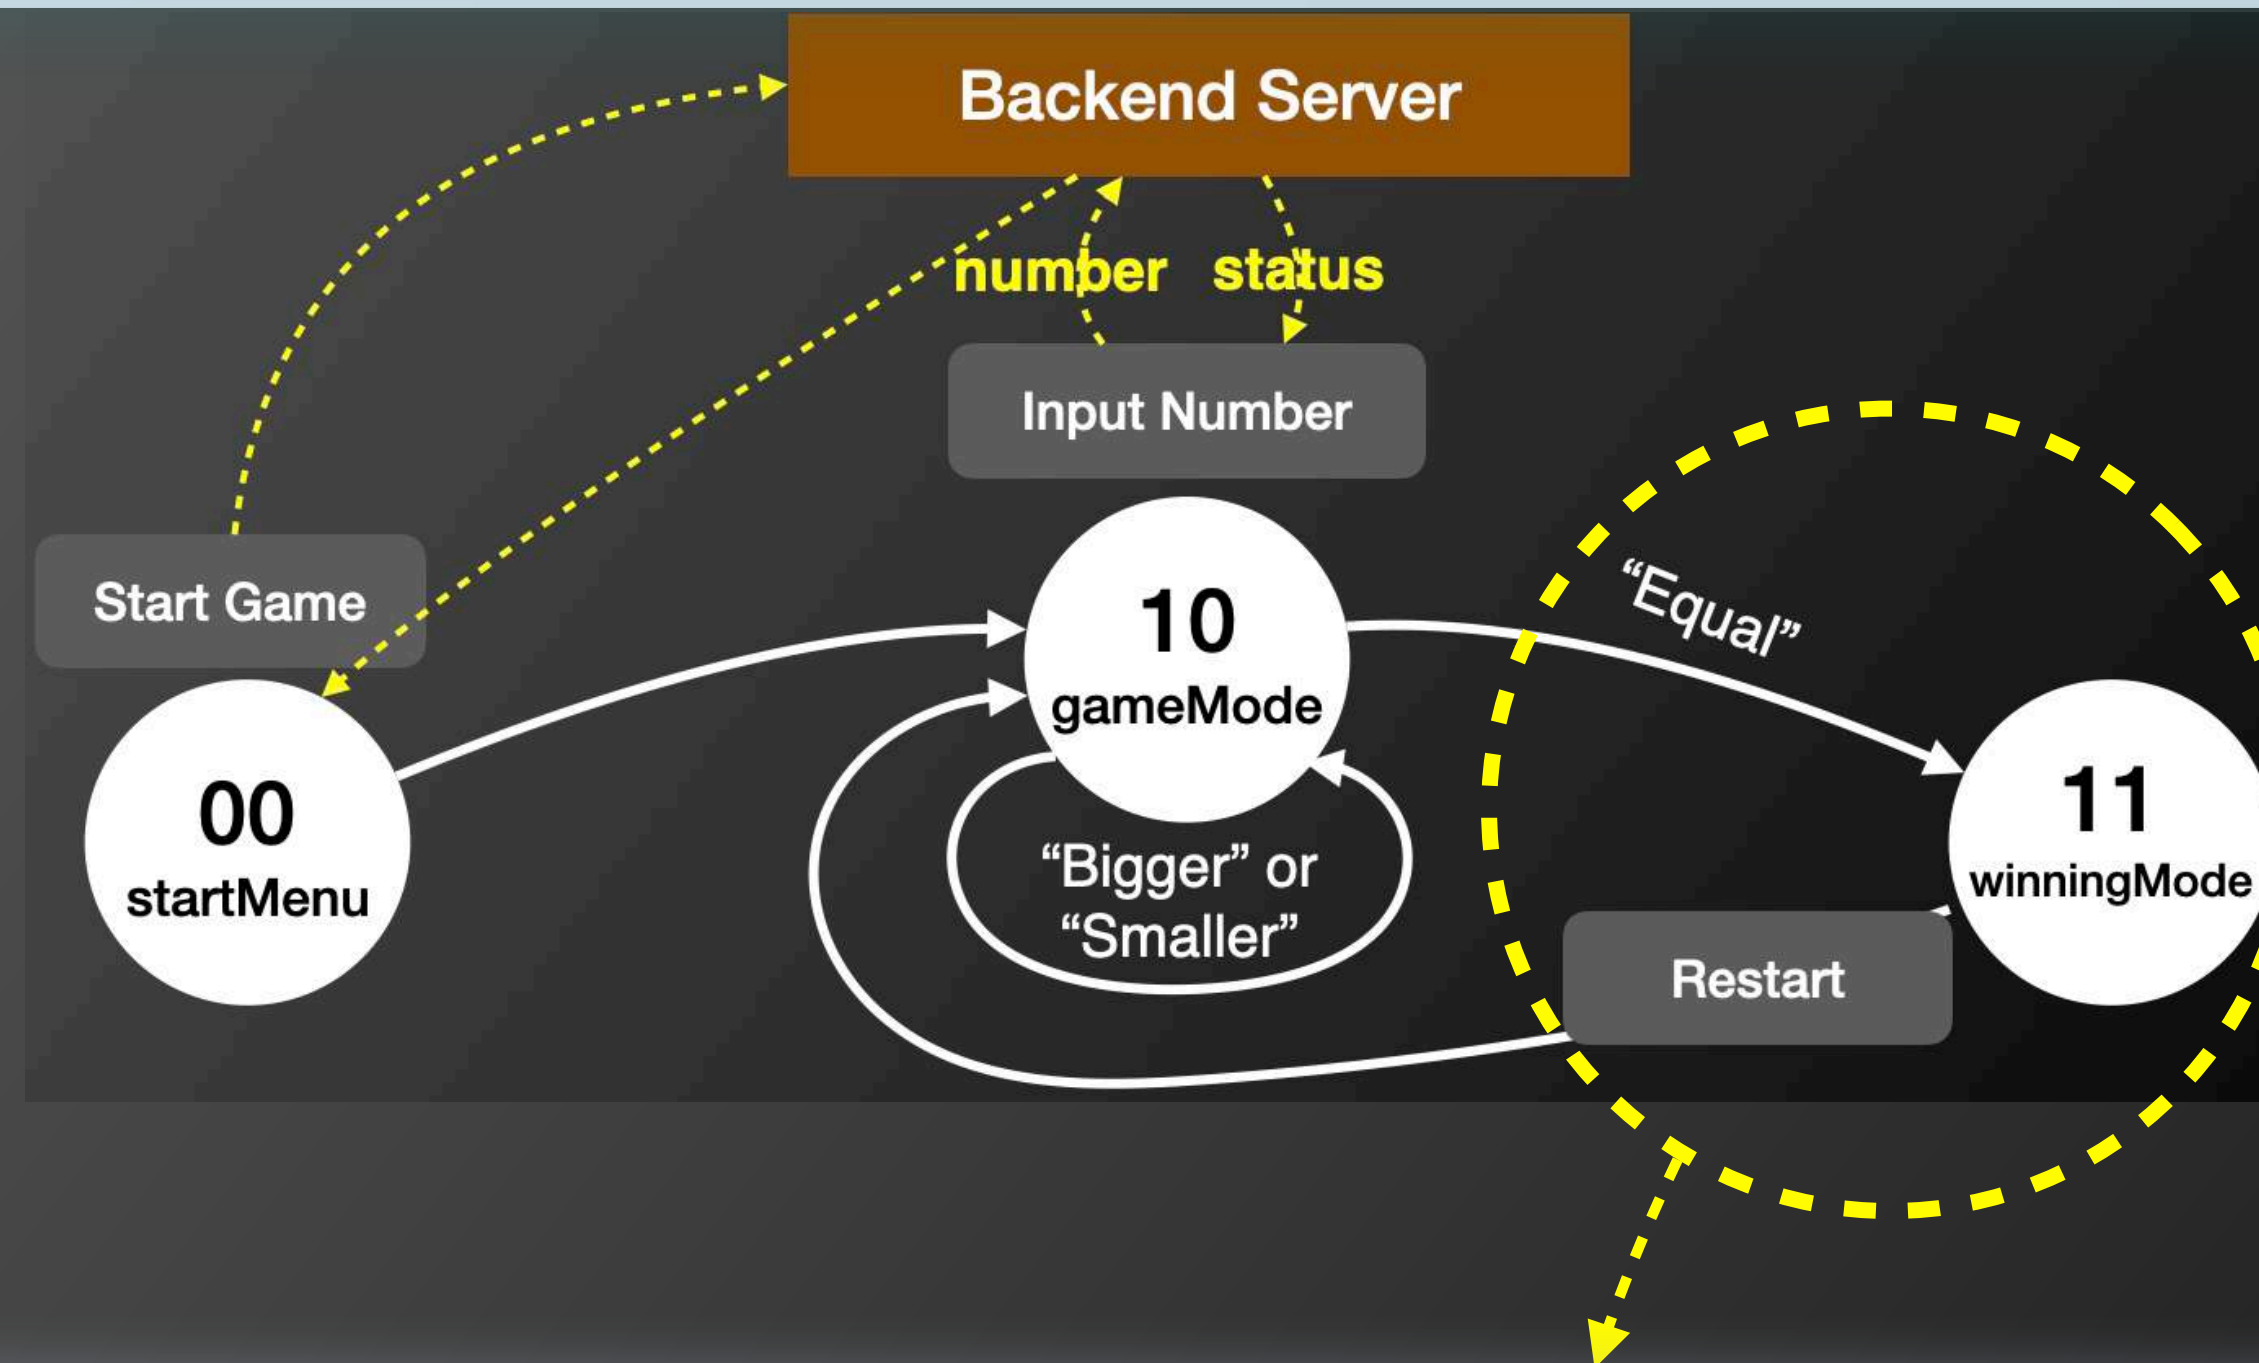 Backend Server
number status
Input Number
Start Game
“Equal”
10
gameMode
00
startMenu
“Bigger” or
“Smaller”
11
winningMode
Restart